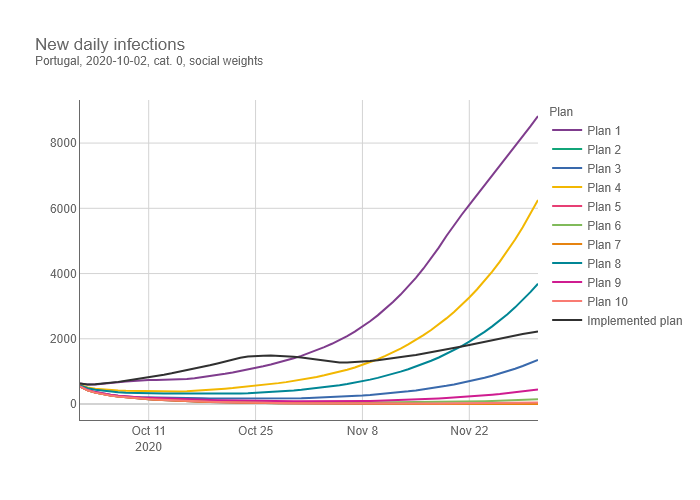 New daily infections
Portugal, 2020-10-02, cat. 0, social weights
Plan
Plan 1
Plan 2
Plan 3
Plan 4
Plan 5
Plan 6
Plan 7
Plan 8
Plan 9
Plan 10
Implemented plan
8000
6000
4000
2000
0
Oct 11
2020
Oct 25
Nov 8
Nov 22